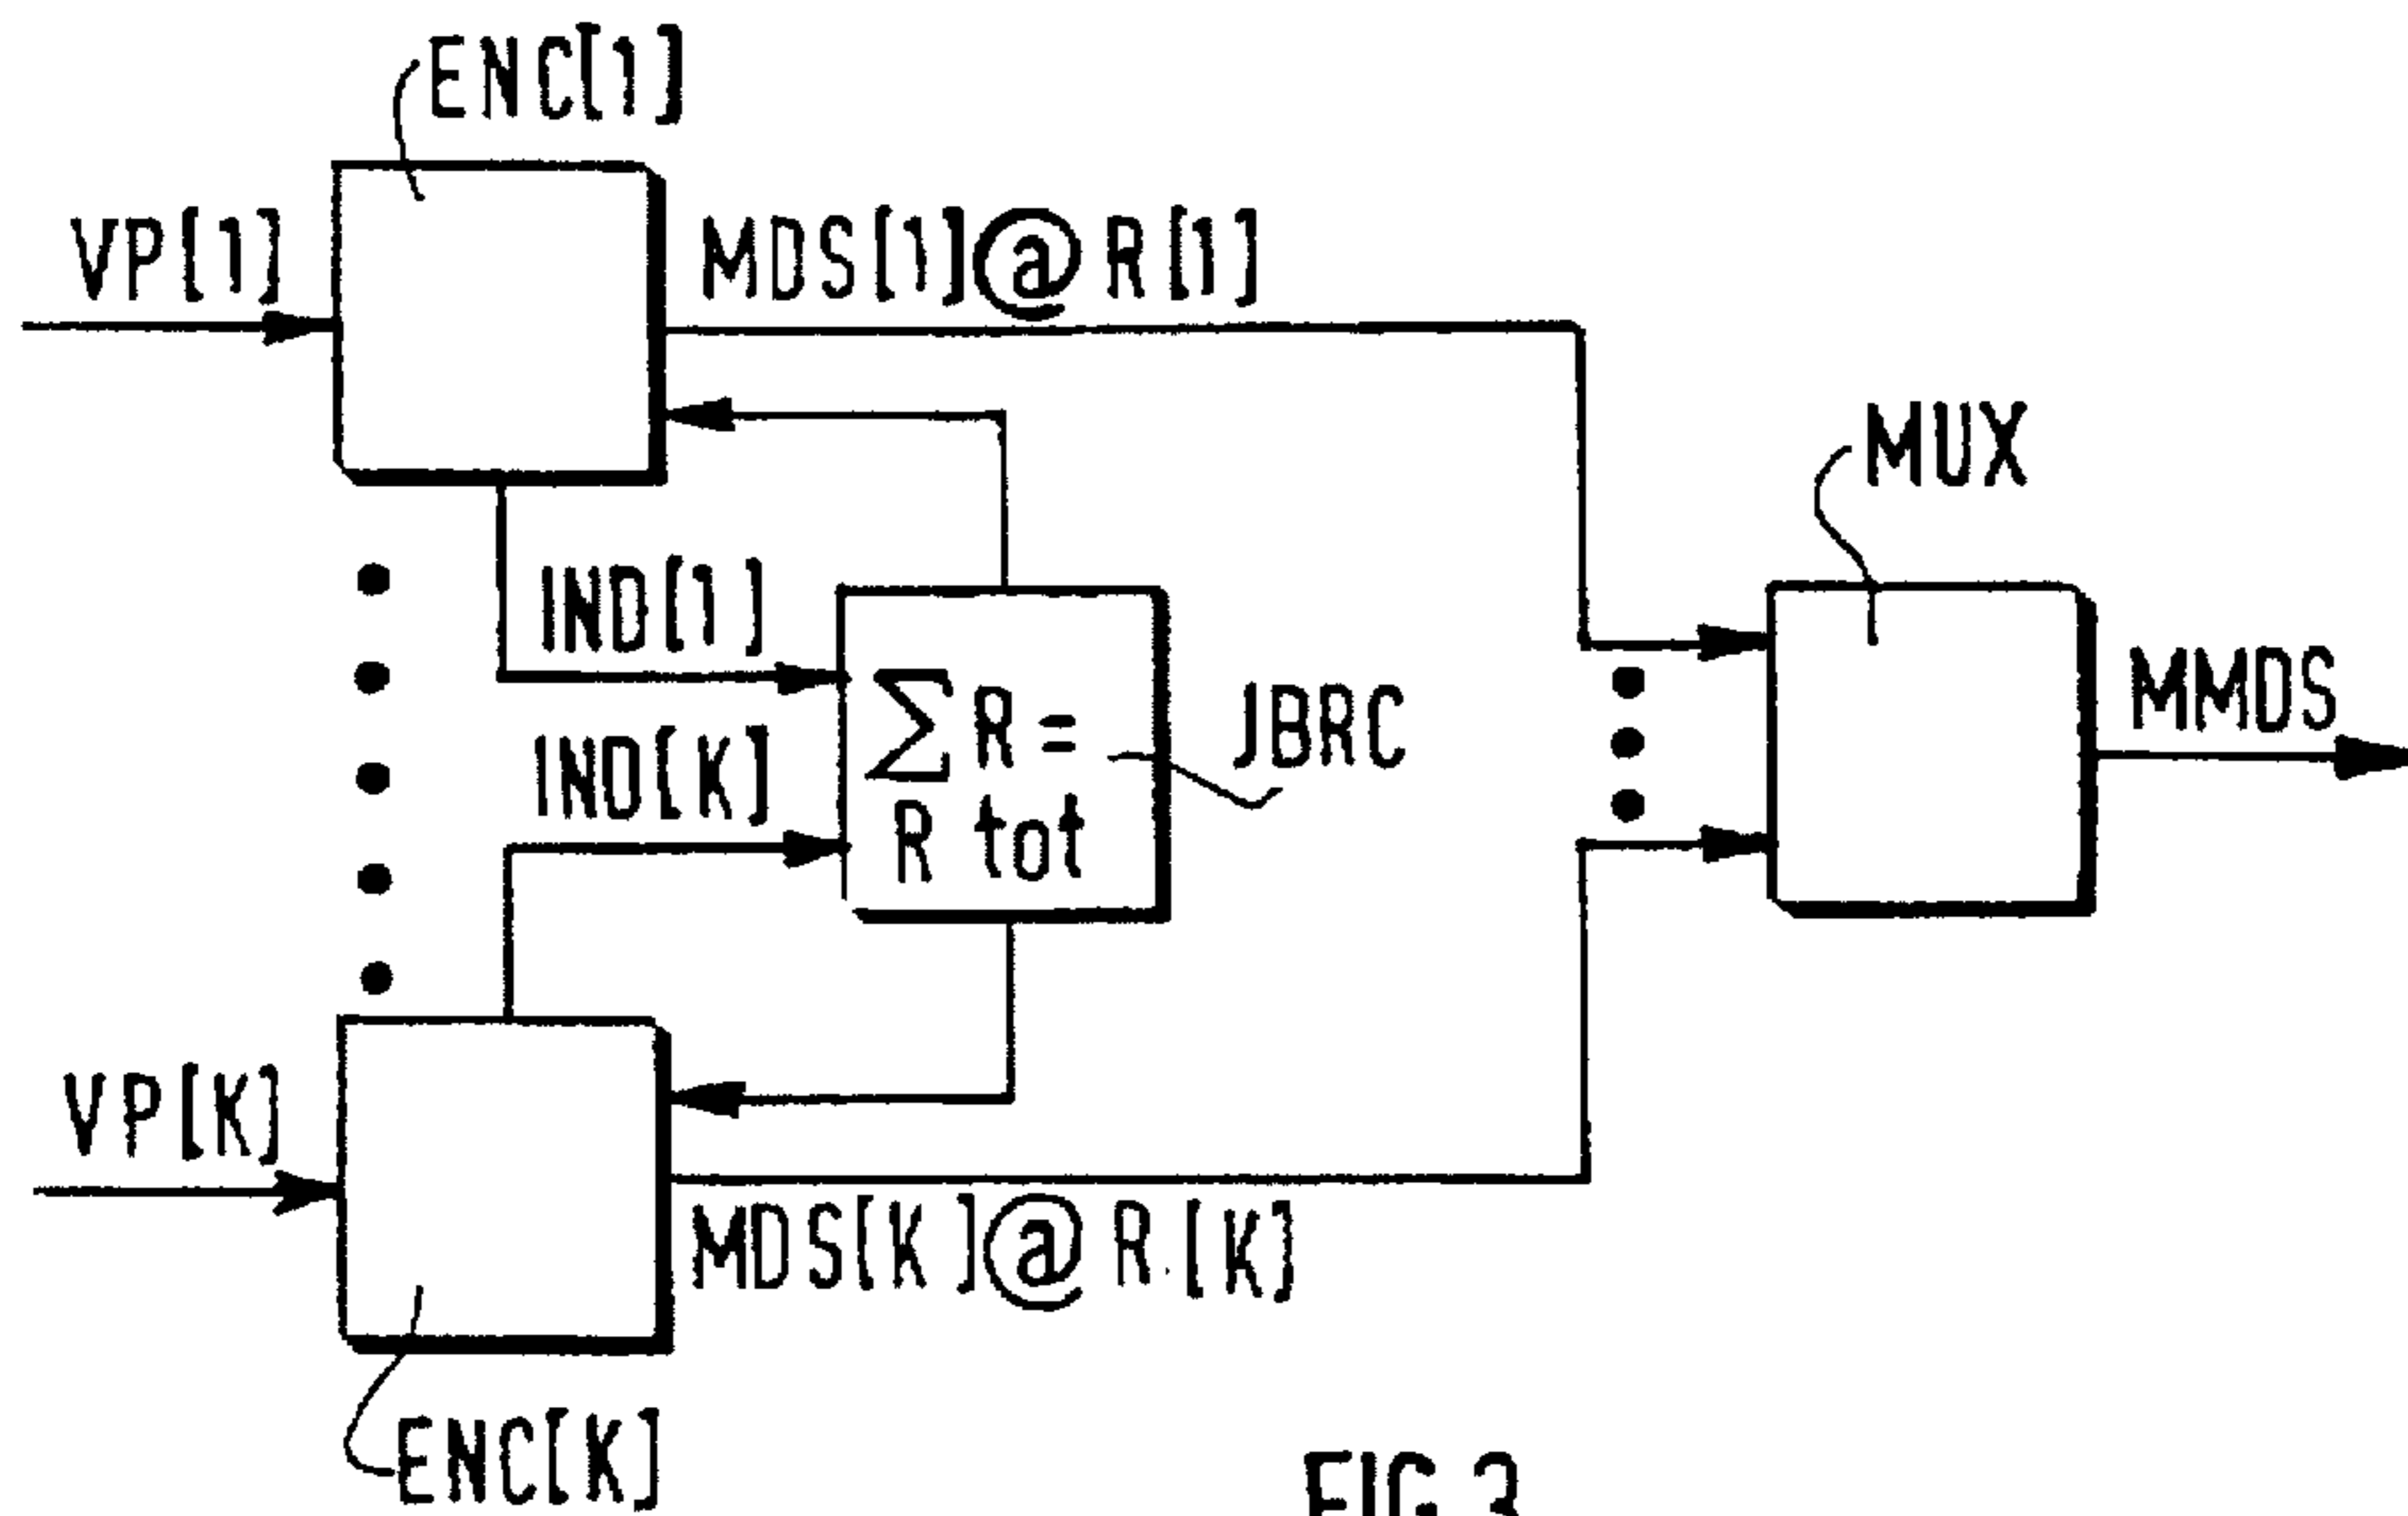 ENC[1]
VP[1]
MDS[1]@R[1]
MUX
IND[1]
MMDS
∑R=
R tot
JBRC
IND[K]
VP[K]
MDS[K]@R.[K]
ENC[K]
FIG.3